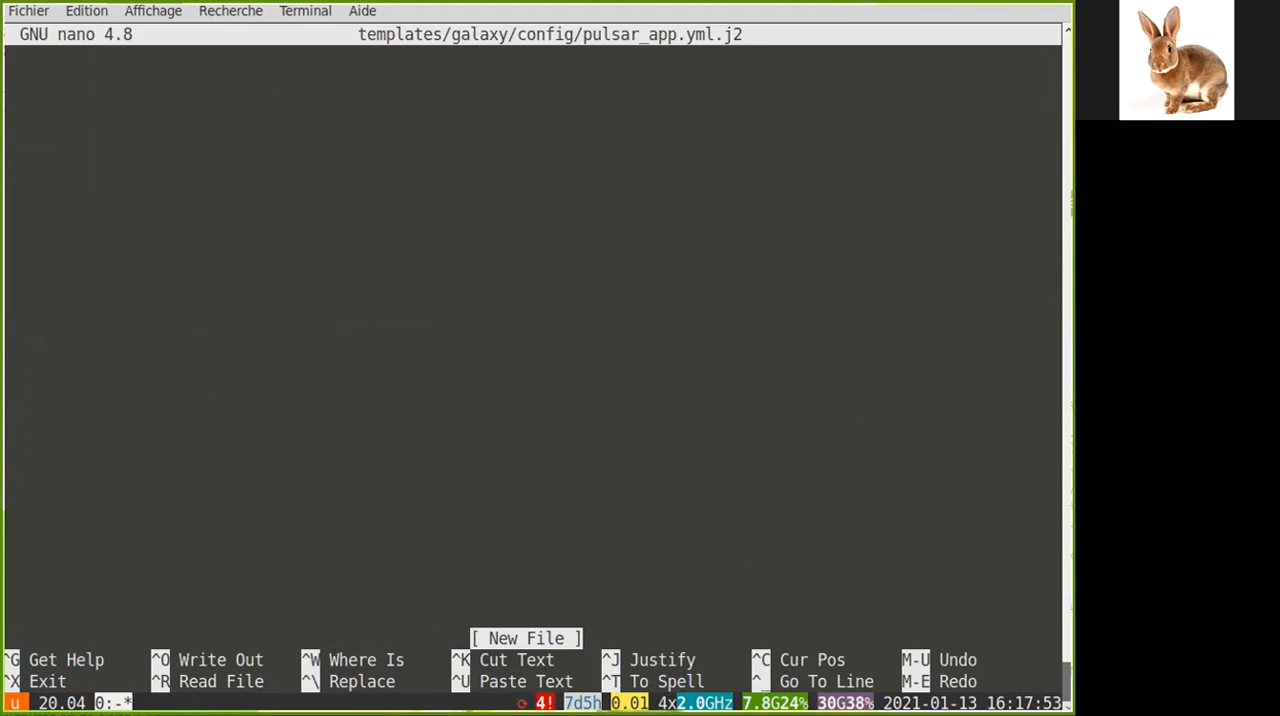 Fichier Edition Affichage Recherche Terminal Aide
GNU nano 4.8 templates/galaxy/config/pulsar_app.yml.j2
[ New File ]
^G Get Help ^O Write Out ^W Where Is ^K Cut Text ^J Justify ^C Cur Pos M-U Undo
^X Exit ^R Read File ^\ Replace ^U Paste Text ^T To Spell ^_ Go To Line M-E Redo
u 20.04 0:-* 4! 7d5h 0.01 4x2.0GHz 7.8G24% 30G38% 2021-01-13 16:17:53